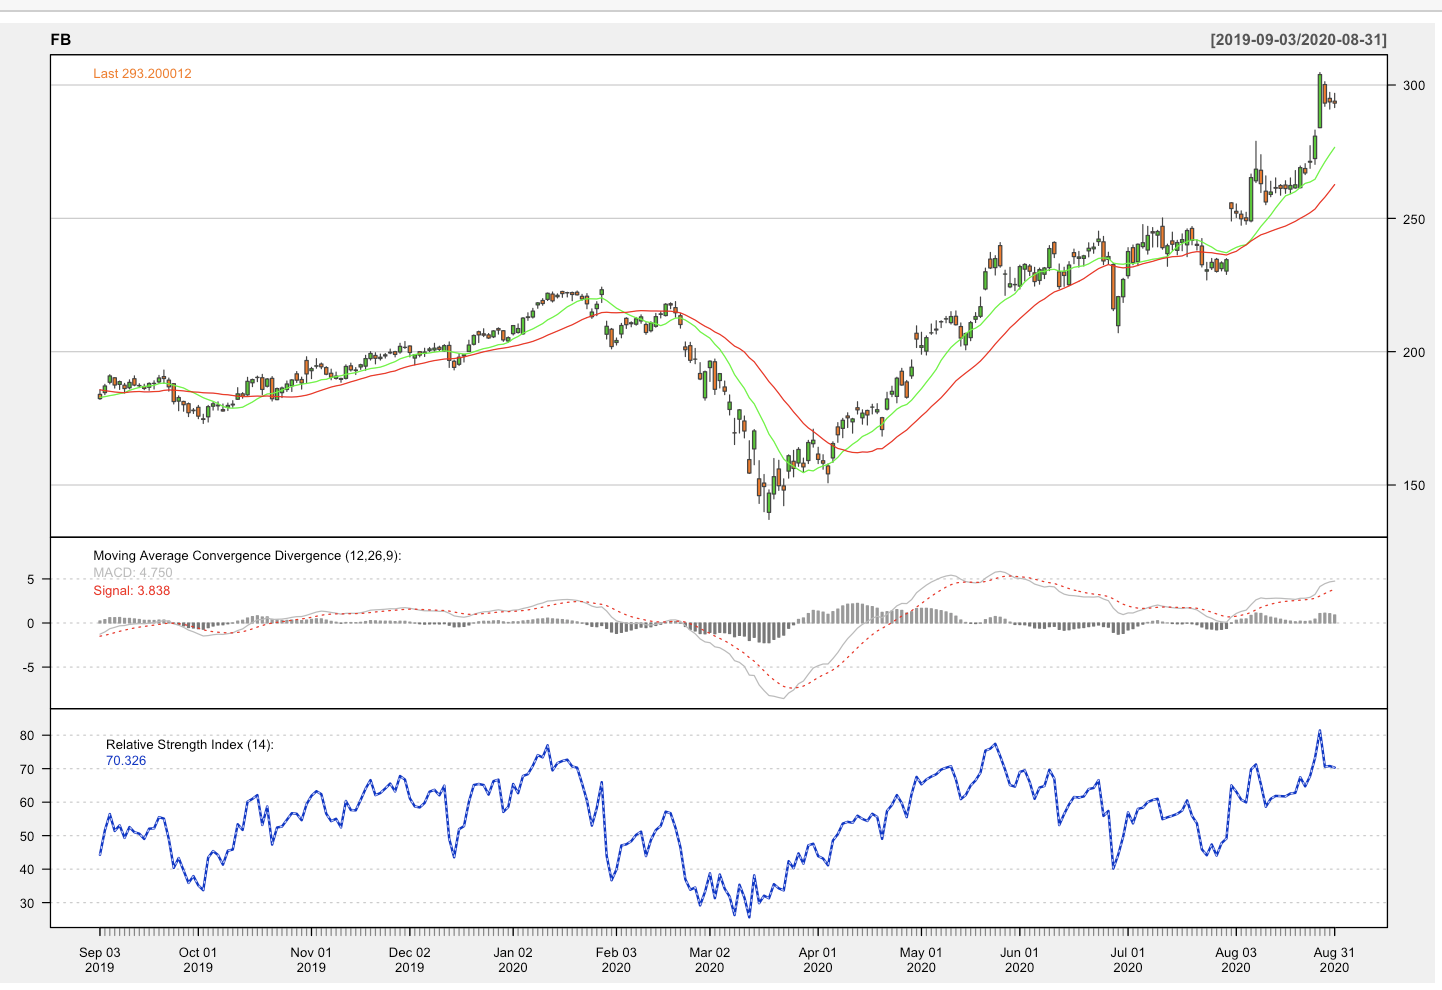 FB
[2019-09-03/2020-08-31]
Last 293.200012
300
250
200
150
Moving Average Convergence Divergence (12,26,9):
MACD: 4.750
Signal: 3.838
5
0
-5
Relative Strength Index (14):
70.326
80
70
60
50
40
30
Sep 03 2019
Oct 01 2019
Nov 01 2019
Dec 02 2019
Jan 02 2020
Feb 03 2020
Mar 02 2020
Apr 01 2020
May 01 2020
Jun 01 2020
Jul 01 2020
Aug 03 2020
Aug 31 2020